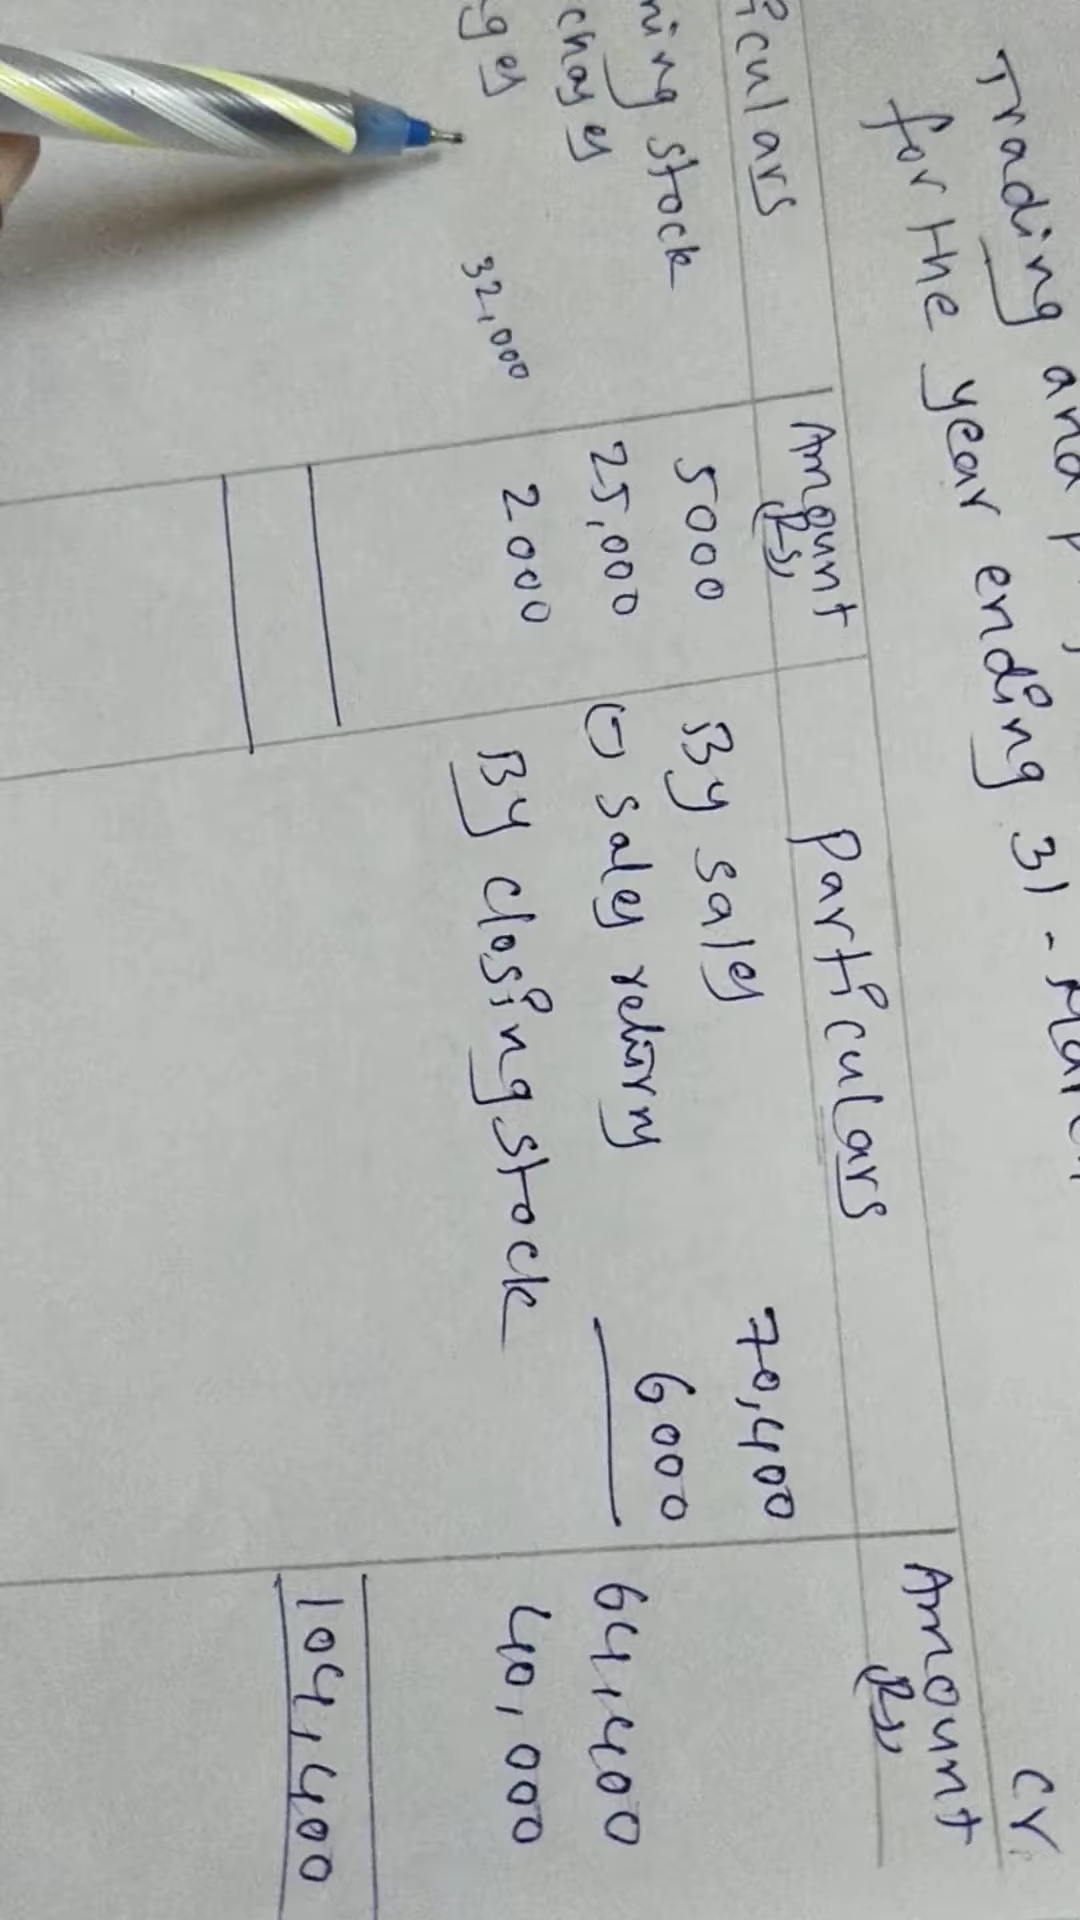 Trading and P
for the year ending 31-March
Cr.
iculars Amount (Rs) Particulars Amount (Rs)
ning stock 5000 By sales 70,400
chases 25,000 (-) sales returns 6000 64,400
ges 2000 By closing stock 40,000
32,000
104,400